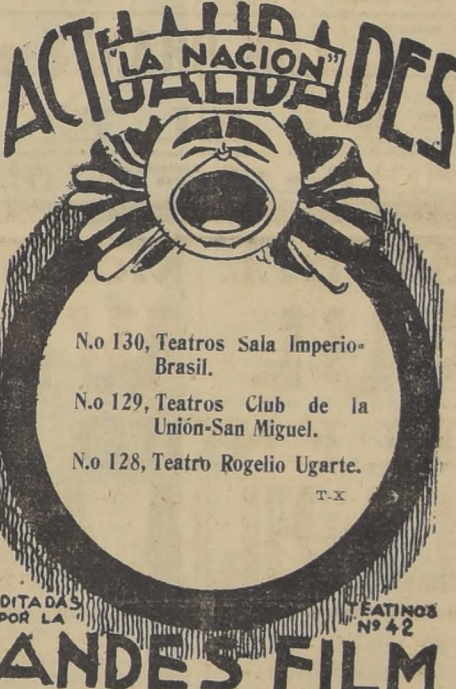 ACTUALIDADES
"LA NACION"
N.o 130, Teatros Sala Imperio-
Brasil.
N.o 129, Teatros Club de la
Unión-San Miguel.
N.o 128, Teatro Rogelio Ugarte.
T-X
DITADAS
POR LA
TEATINOS
Nº 42
ANDES FILM